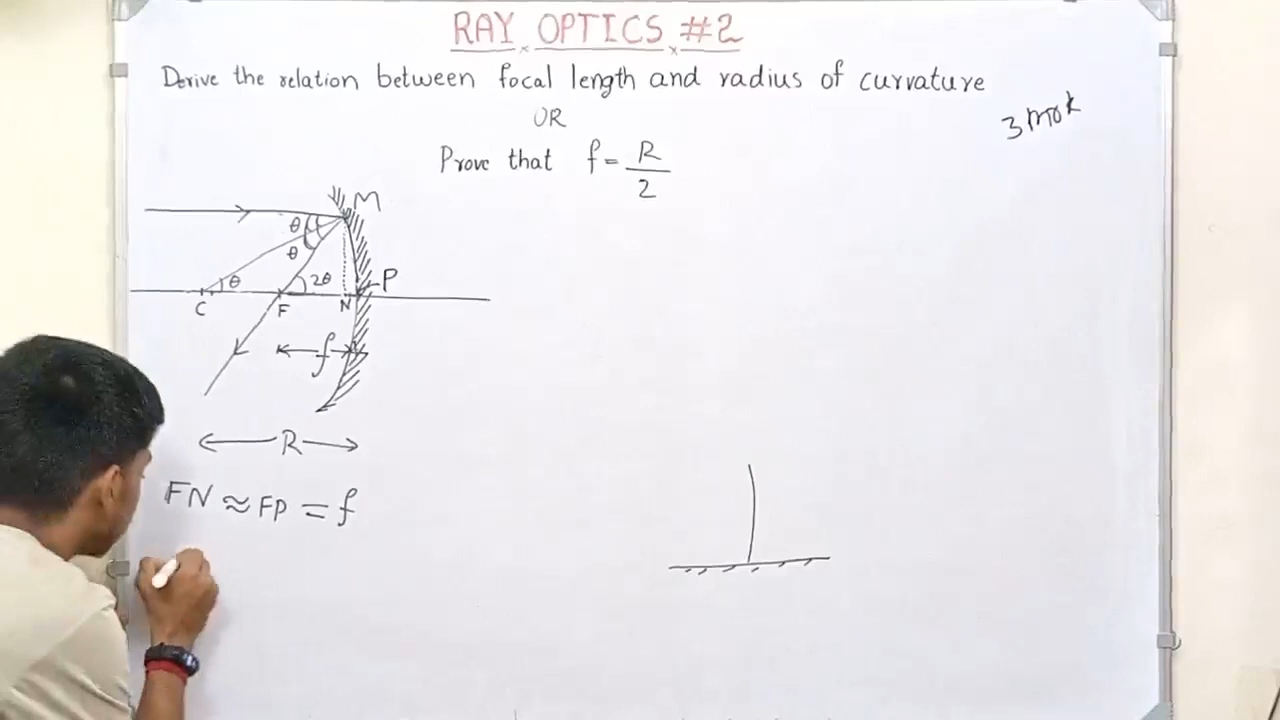 RAY OPTICS #2
Derive the relation between focal length and radius of curvature
OR
3 mrk
Prove that f = R/2
M
θ
θ
θ
2θ
P
C
F
N
f
R
FN ≈ FP = f